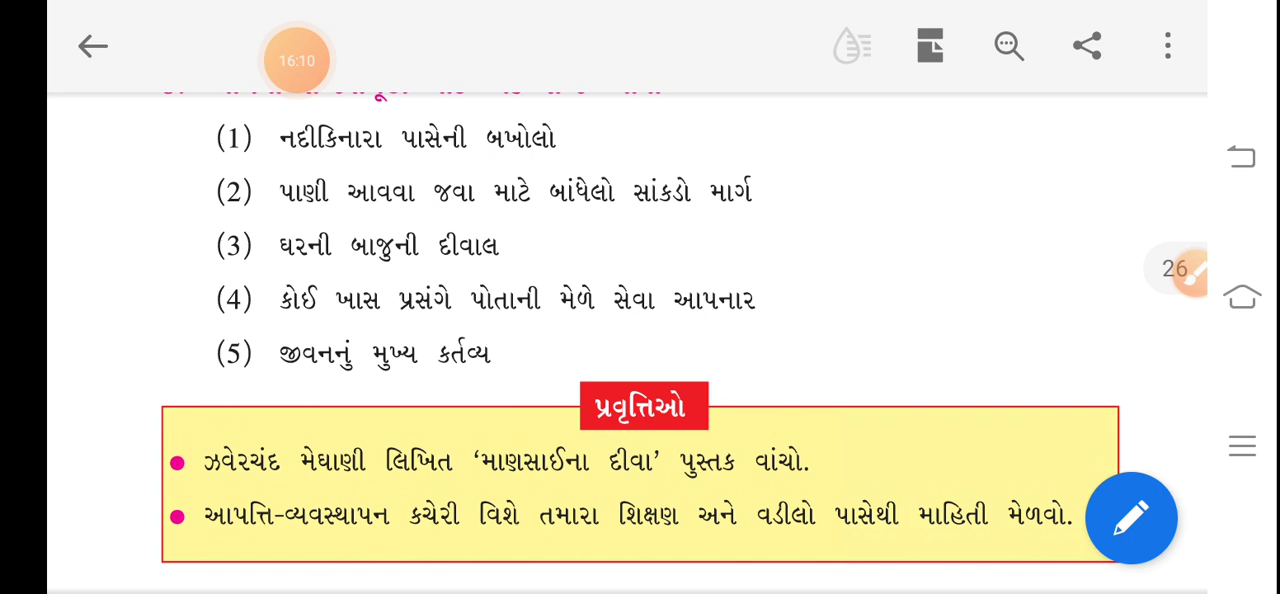 16:10
(1) નદીકિનારા પાસેની બખોલો
(2) પાણી આવવા જવા માટે બાંધેલો સાંકડો માર્ગ
(3) ઘરની બાજુની દીવાલ
26
(4) કોઈ ખાસ પ્રસંગે પોતાની મેળે સેવા આપનાર
(5) જીવનનું મુખ્ય કર્તવ્ય
પ્રવૃત્તિઓ
● ઝવેરચંદ મેઘાણી લિખિત ‘માણસાઈના દીવા’ પુસ્તક વાંચો.
● આપત્તિ-વ્યવસ્થાપન કચેરી વિશે તમારા શિક્ષણ અને વડીલો પાસેથી માહિતી મેળવો.